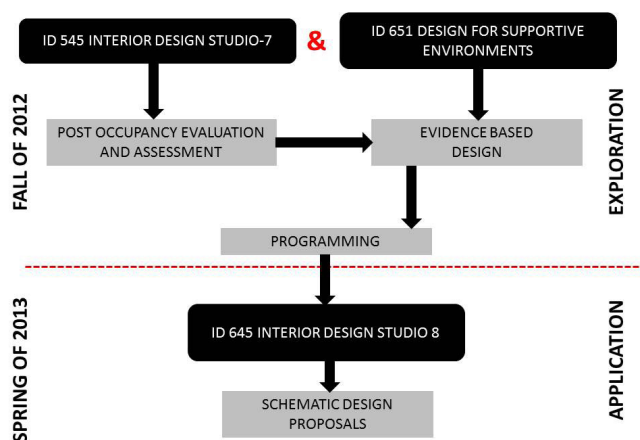 ID 545 INTERIOR DESIGN STUDIO-7
&
ID 651 DESIGN FOR SUPPORTIVE
ENVIRONMENTS
FALL OF 2012
POST OCCUPANCY EVALUATION
AND ASSESSMENT
EVIDENCE BASED
DESIGN
EXPLORATION
PROGRAMMING
SPRING OF 2013
ID 645 INTERIOR DESIGN STUDIO 8
APPLICATION
SCHEMATIC DESIGN
PROPOSALS